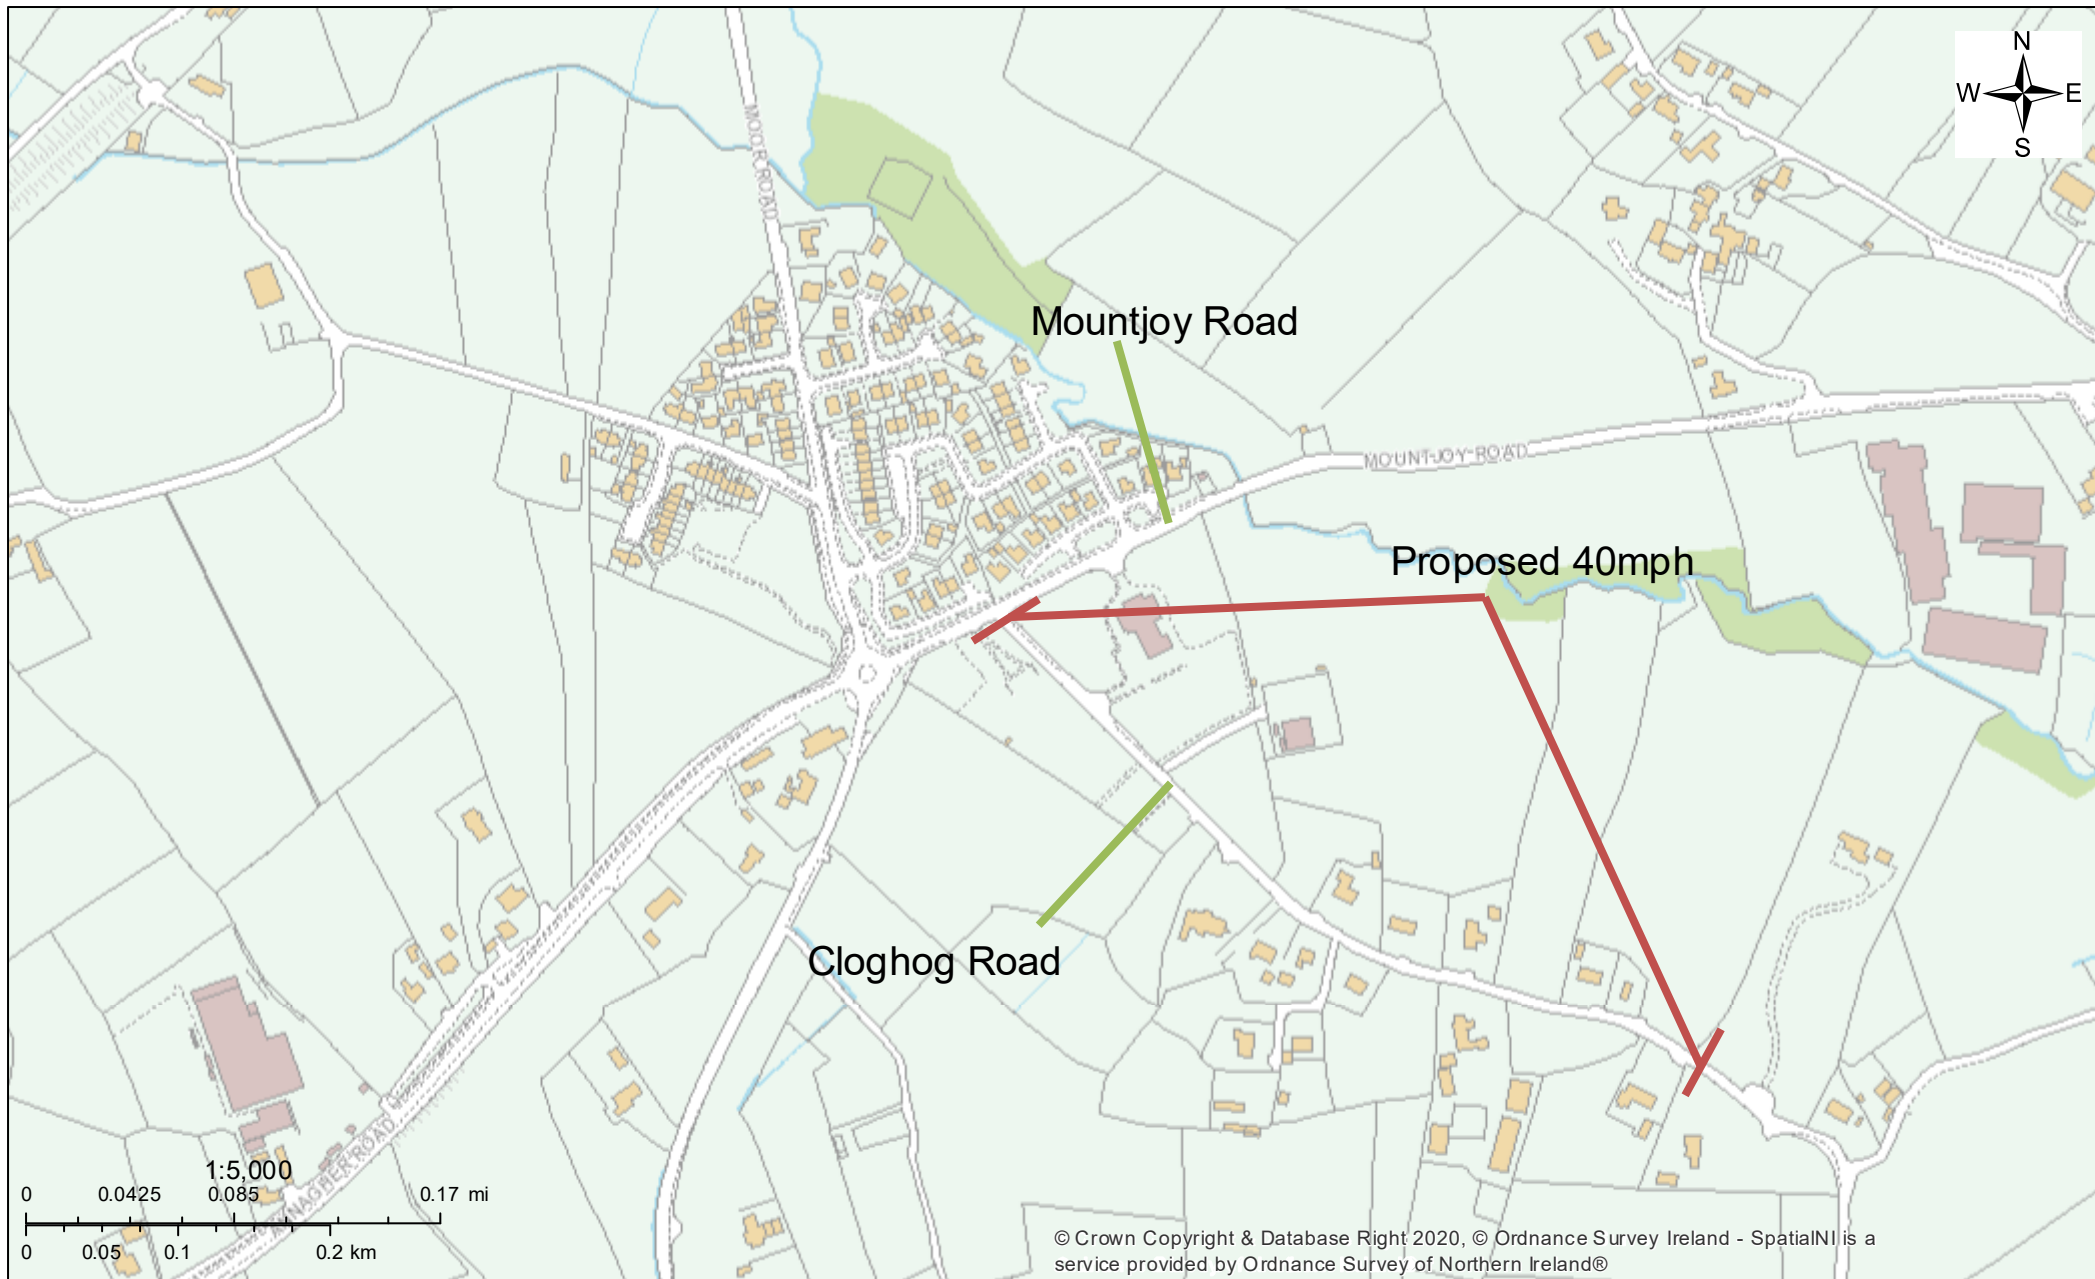 N
W E
S
MOOR ROAD
Mountjoy Road
MOUNTJOY ROAD
Proposed 40mph
Cloghog Road
ANNAGHER ROAD
1:5,000
0 0.0425 0.085 0.17 mi
0 0.05 0.1 0.2 km
© Crown Copyright & Database Right 2020, © Ordnance Survey Ireland - SpatialNI is a
service provided by Ordnance Survey of Northern Ireland®